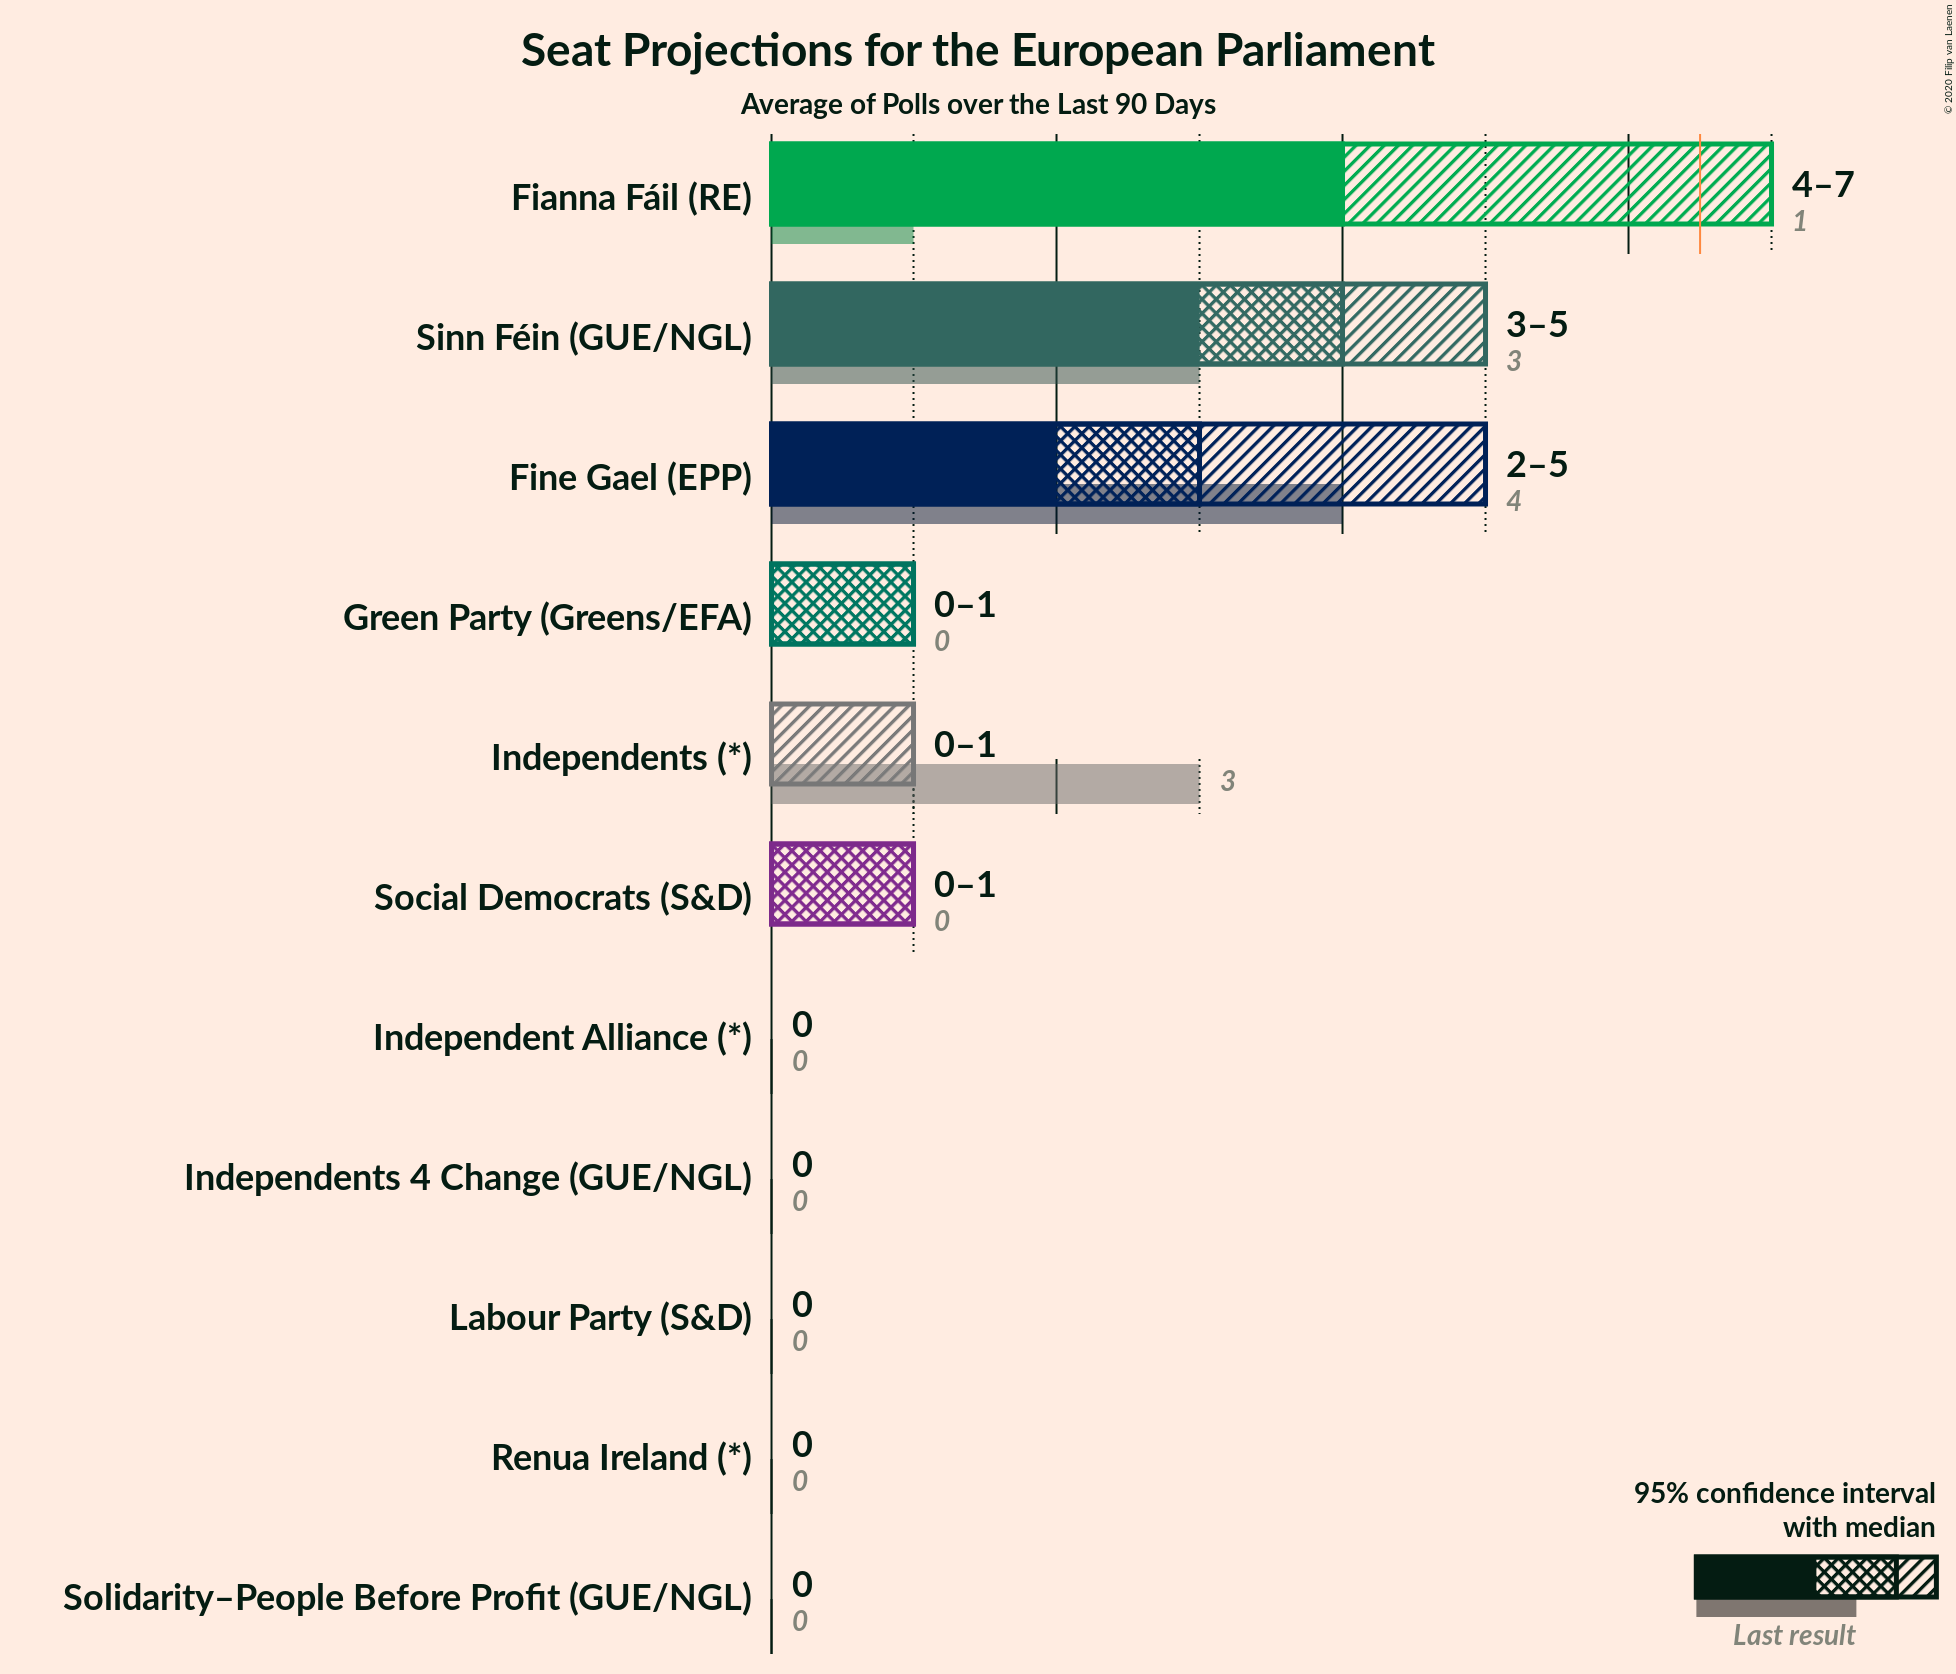 Seat Projections for the European Parliament
Average of Polls over the Last 90 Days
© 2020 Filip van Laenen
Fianna Fáil (RE)
4–7
1
Sinn Féin (GUE/NGL)
3–5
3
Fine Gael (EPP)
2–5
4
Green Party (Greens/EFA)
0–1
0
Independents (*)
0–1
3
Social Democrats (S&D)
0–1
0
Independent Alliance (*)
0
0
Independents 4 Change (GUE/NGL)
0
0
Labour Party (S&D)
0
0
Renua Ireland (*)
0
0
Solidarity–People Before Profit (GUE/NGL)
0
0
95% confidence interval
with median
Last result